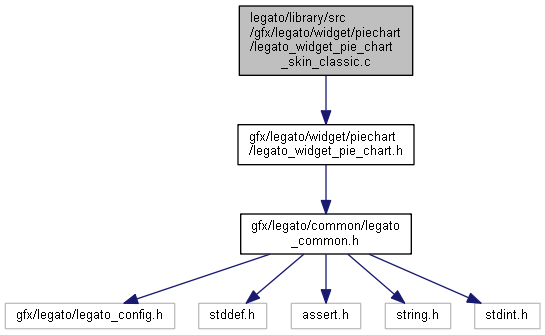 legato/library/src
/gfx/legato/widget/piechart
/legato_widget_pie_chart
_skin_classic.c
gfx/legato/widget/piechart
/legato_widget_pie_chart.h
gfx/legato/common/legato
_common.h
gfx/legato/legato_config.h
stddef.h
assert.h
string.h
stdint.h